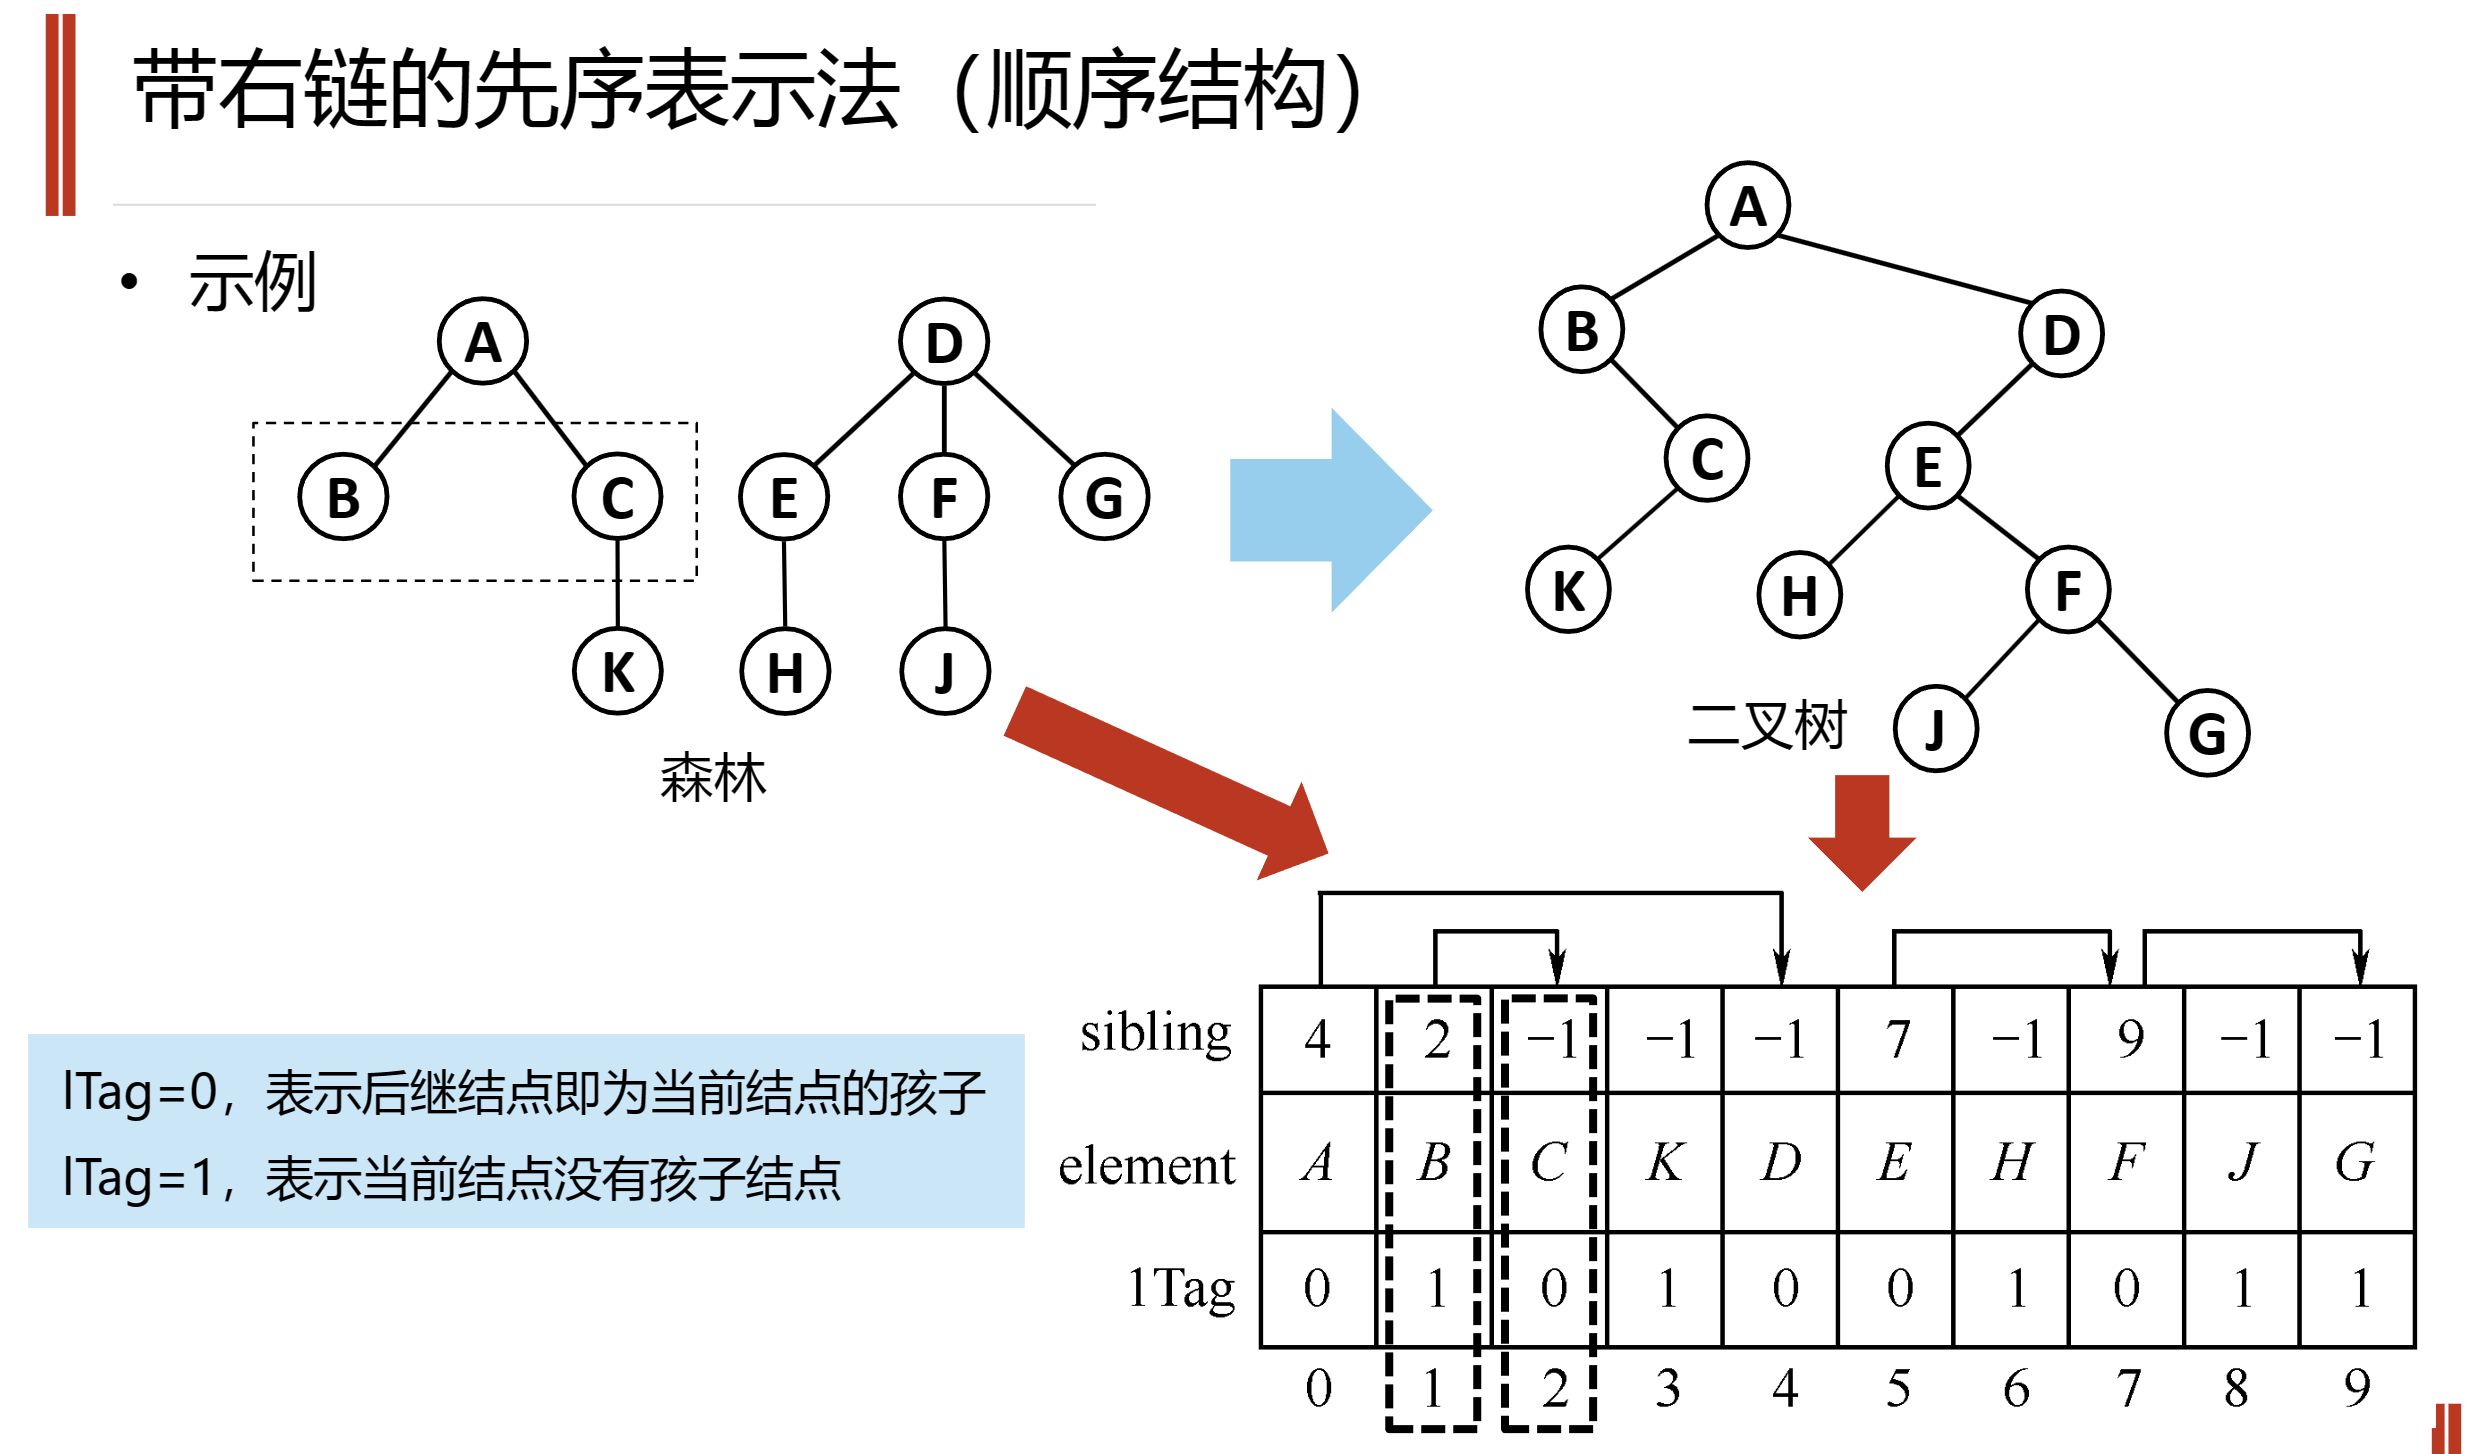 带右链的先序表示法（顺序结构）
• 示例
A
B C
K
D
E F G
H J
森林
A
B D
C E
K H F
J G
二叉树
lTag=0，表示后继结点即为当前结点的孩子
lTag=1，表示当前结点没有孩子结点
sibling 4 2 −1 −1 −1 7 −1 9 −1 −1
element A B C K D E H F J G
1Tag 0 1 0 1 0 0 1 0 1 1
0 1 2 3 4 5 6 7 8 9